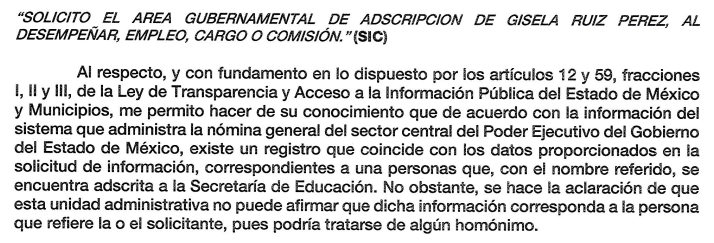 “SOLICITO EL AREA GUBERNAMENTAL DE ADSCRIPCION DE GISELA RUIZ PEREZ, AL
DESEMPEÑAR, EMPLEO, CARGO O COMISIÓN.”(SIC)
Al respecto, y con fundamento en lo dispuesto por los artículos 12 y 59, fracciones
I, II y III, de la Ley de Transparencia y Acceso a la Información Pública del Estado de México
y Municipios, me permito hacer de su conocimiento que de acuerdo con la información del
sistema que administra la nómina general del sector central del Poder Ejecutivo del Gobierno
del Estado de México, existe un registro que coincide con los datos proporcionados en la
solicitud de información, correspondientes a una personas que, con el nombre referido, se
encuentra adscrita a la Secretaría de Educación. No obstante, se hace la aclaración de que
esta unidad administrativa no puede afirmar que dicha información corresponda a la persona
que refiere la o el solicitante, pues podría tratarse de algún homónimo.